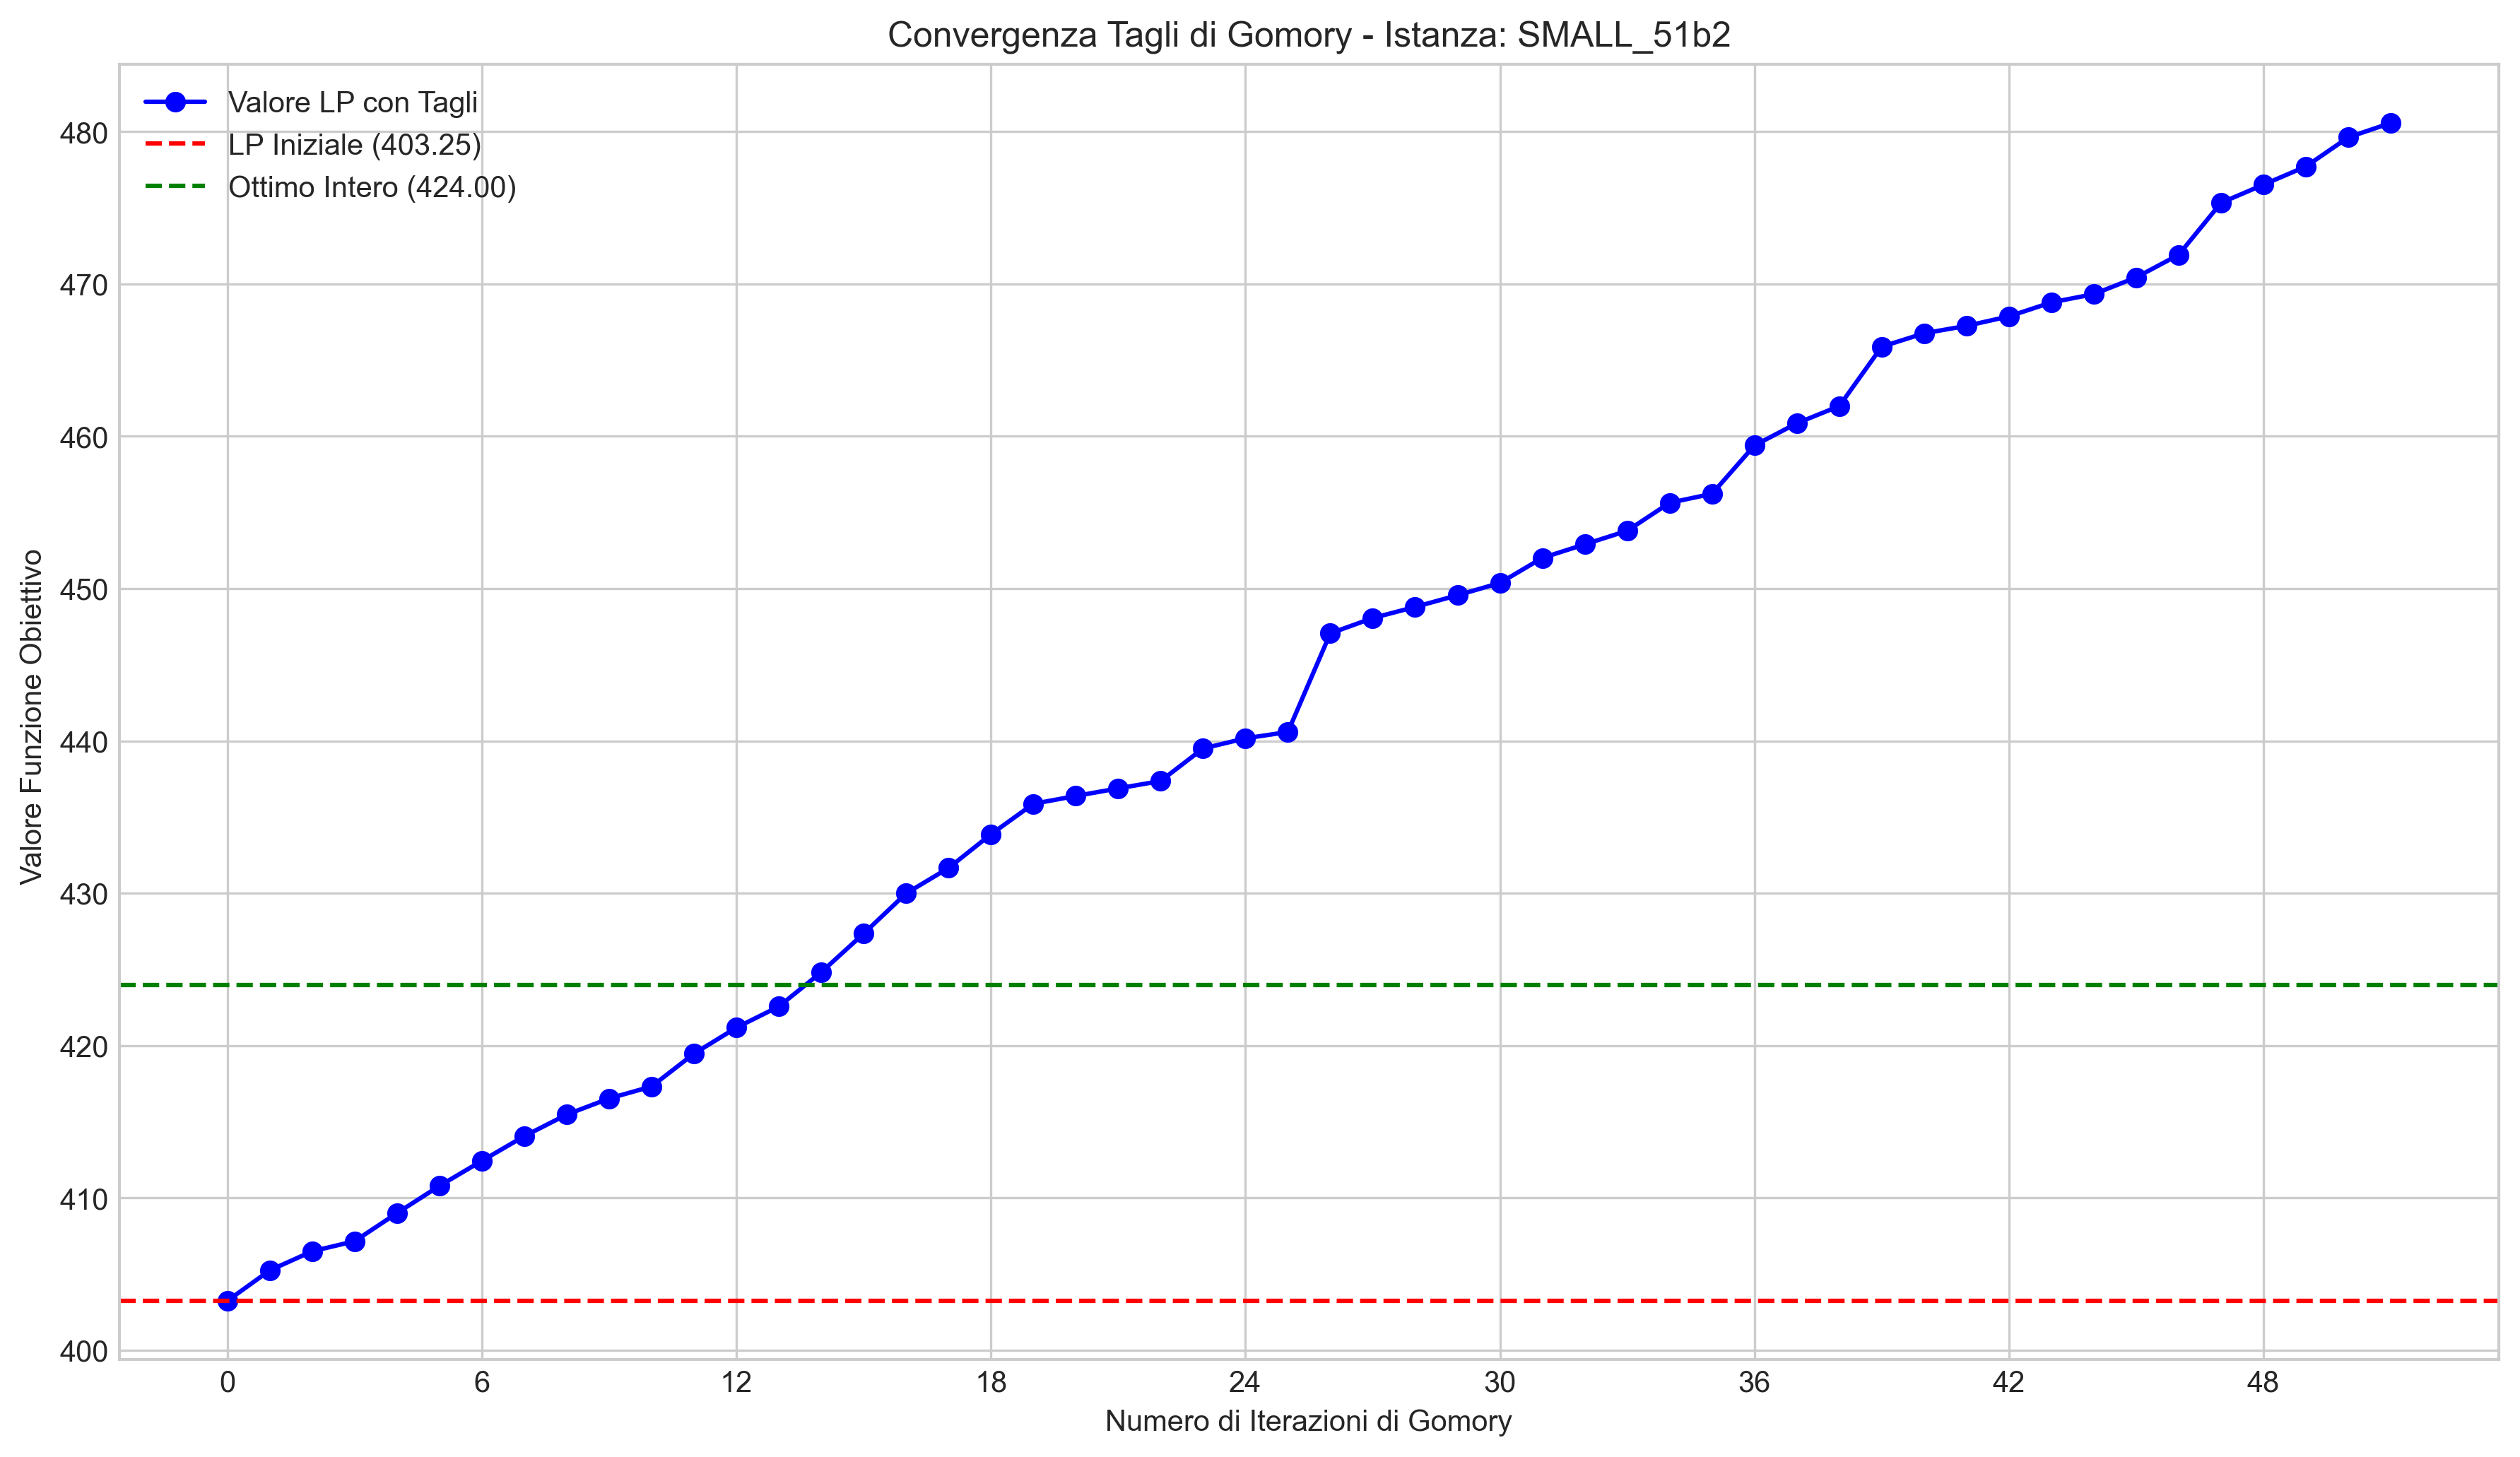 Convergenza Tagli di Gomory - Istanza: SMALL_51b2
Valore LP con Tagli
LP Iniziale (403.25)
Ottimo Intero (424.00)
Valore Funzione Obiettivo
480
470
460
450
440
430
420
410
400
0 6 12 18 24 30 36 42 48
Numero di Iterazioni di Gomory